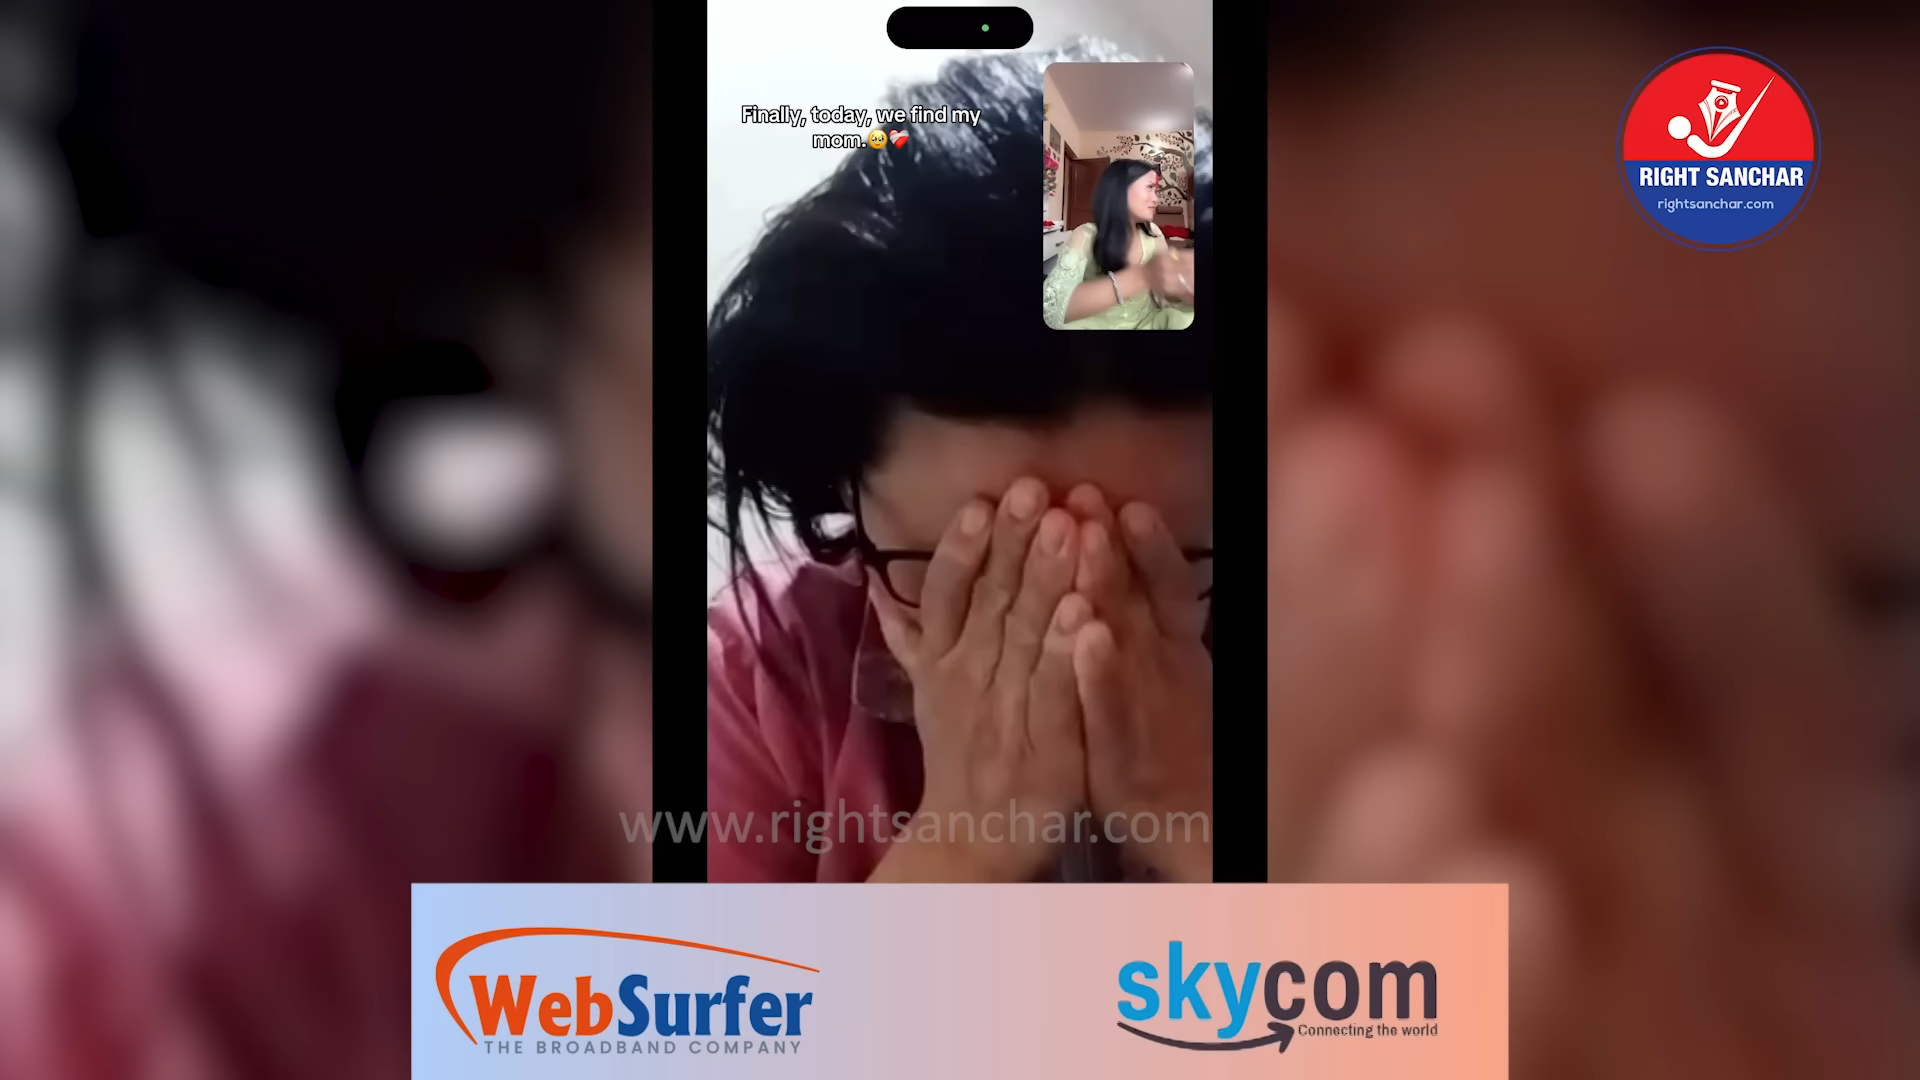 Finally, today, we find my
mom.🥹❤️‍🩹
RIGHT SANCHAR
rightsanchar.com
www.rightsanchar.com
WebSurfer
THE BROADBAND COMPANY
skycom
Connecting the world